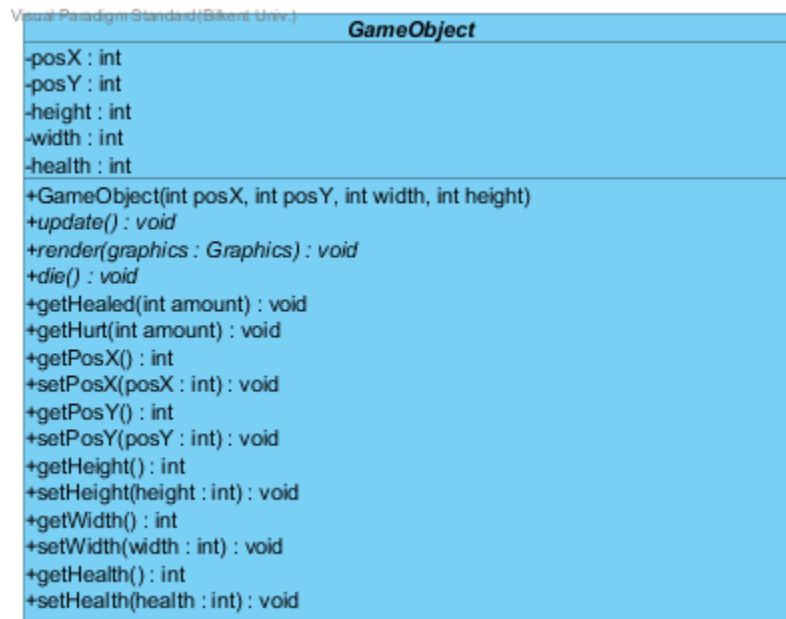 Visual Paradigm Standard(Bilkent Univ.)
GameObject
-posX : int
-posY : int
-height : int
-width : int
-health : int
+GameObject(int posX, int posY, int width, int height)
+update() : void
+render(graphics : Graphics) : void
+die() : void
+getHealed(int amount) : void
+getHurt(int amount) : void
+getPosX() : int
+setPosX(posX : int) : void
+getPosY() : int
+setPosY(posY : int) : void
+getHeight() : int
+setHeight(height : int) : void
+getWidth() : int
+setWidth(width : int) : void
+getHealth() : int
+setHealth(health : int) : void